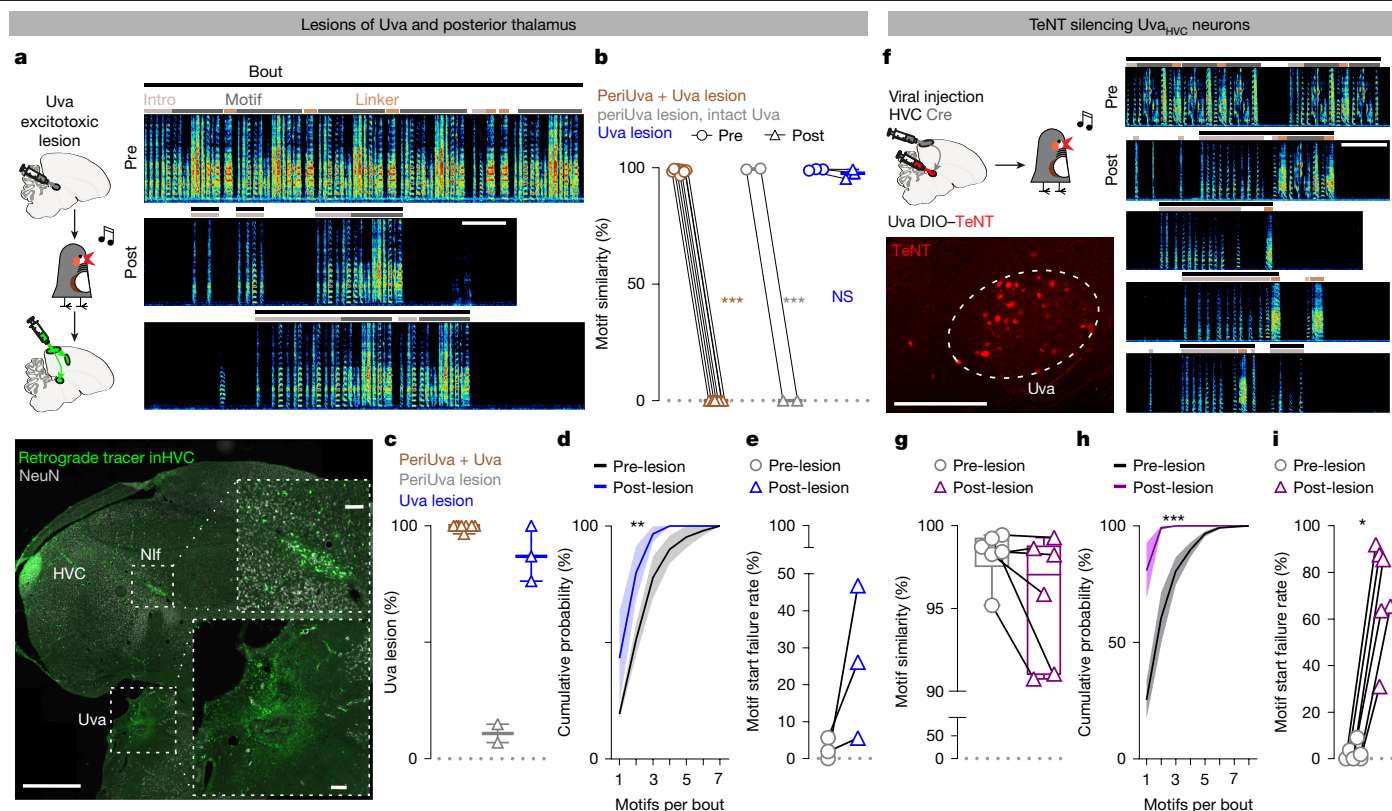 Lesions of Uva and posterior thalamus
TeNT silencing UvaHVC neurons
a
Bout
Intro
Motif
Linker
Uva
excitotoxic
lesion
Pre
Post
Retrograde tracer inHVC
NeuN
HVC
NIf
Uva
b
PeriUva + Uva lesion
periUva lesion, intact Uva
Uva lesion
Pre
Post
Motif similarity (%)
100
50
0
***
***
NS
c
PeriUva + Uva
PeriUva lesion
Uva lesion
Uva lesion (%)
100
0
d
Pre-lesion
Post-lesion
**
Cumulative probability (%)
100
50
0
1 3 5 7
Motifs per bout
e
Pre-lesion
Post-lesion
Motif start failure rate (%)
100
50
40
30
20
10
0
f
Viral injection
HVC Cre
Uva DIO–TeNT
TeNT
Uva
Pre
Post
g
Pre-lesion
Post-lesion
Motif similarity (%)
100
95
90
50
0
h
Pre-lesion
Post-lesion
***
Cumulative probability (%)
100
50
0
1 3 5 7
Motifs per bout
i
Pre-lesion
Post-lesion
*
Motif start failure rate (%)
100
80
60
40
20
0